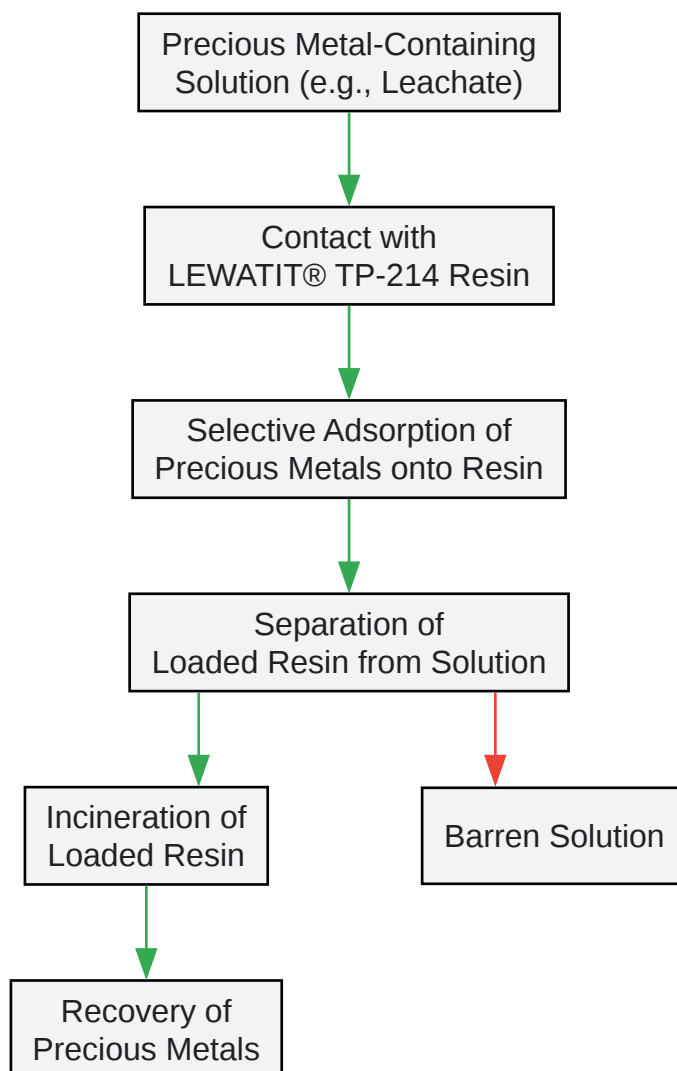 Precious Metal-Containing
Solution (e.g., Leachate)
Contact with
LEWATIT® TP-214 Resin
Selective Adsorption of
Precious Metals onto Resin
Separation of
Loaded Resin from Solution
Incineration of
Loaded Resin
Barren Solution
Recovery of
Precious Metals